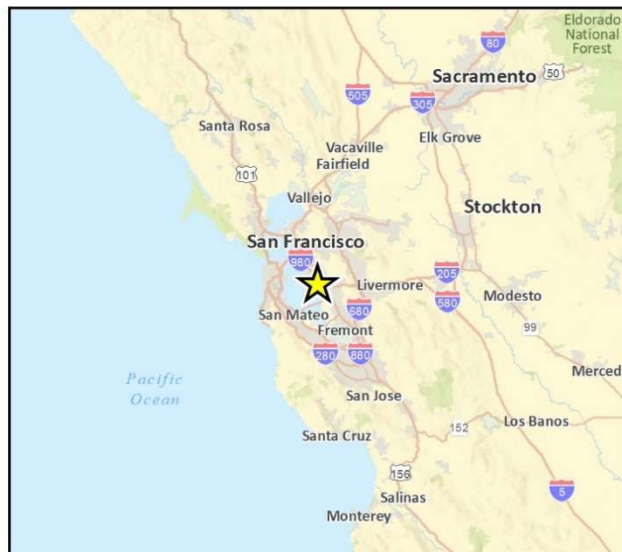 Eldorado
National
Forest
80
Sacramento
50
505
305
Santa Rosa
Elk Grove
Vacaville
Fairfield
101
Vallejo
Stockton
San Francisco
980
205
Livermore
580
Modesto
680
San Mateo
Fremont
99
280
880
Merced
Pacific
Ocean
San Jose
Los Banos
152
Santa Cruz
156
5
Salinas
Monterey